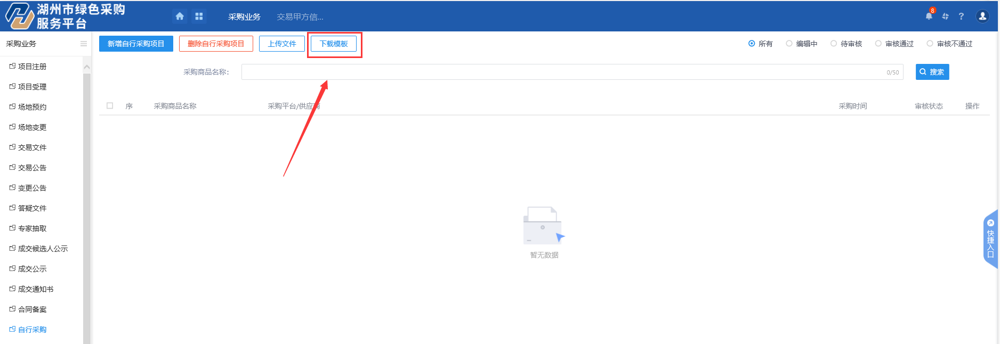 湖州市绿色采购
服务平台
采购业务
交易甲方信...
8
?
采购业务
新增自行采购项目
删除自行采购项目
上传文件
下载模板
所有
编辑中
待审核
审核通过
审核不通过
采购商品名称：
0/50
搜索
序
采购商品名称
采购平台/供应商
采购时间
审核状态
操作
项目注册
项目受理
场地预约
场地变更
交易文件
交易公告
变更公告
答疑文件
专家抽取
成交候选人公示
成交公示
成交通知书
合同备案
自行采购
暂无数据
快捷入口